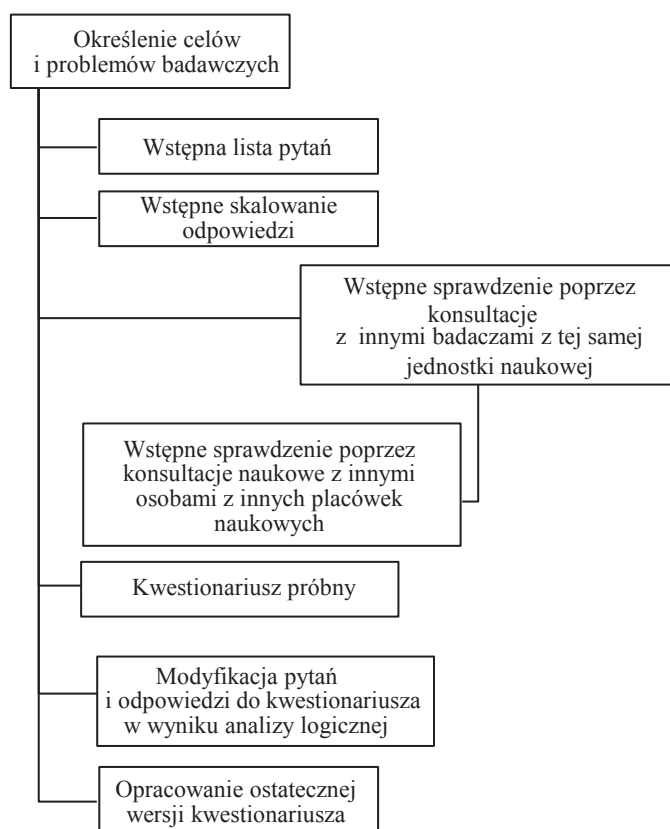 Określenie celów
i problemów badawczych
Wstępna lista pytań
Wstępne skalowanie
odpowiedzi
Wstępne sprawdzenie poprzez
konsultacje
z innymi badaczami z tej samej
jednostki naukowej
Wstępne sprawdzenie poprzez
konsultacje naukowe z innymi
osobami z innych placówek
naukowych
Kwestionariusz próbny
Modyfikacja pytań
i odpowiedzi do kwestionariusza
w wyniku analizy logicznej
Opracowanie ostatecznej
wersji kwestionariusza